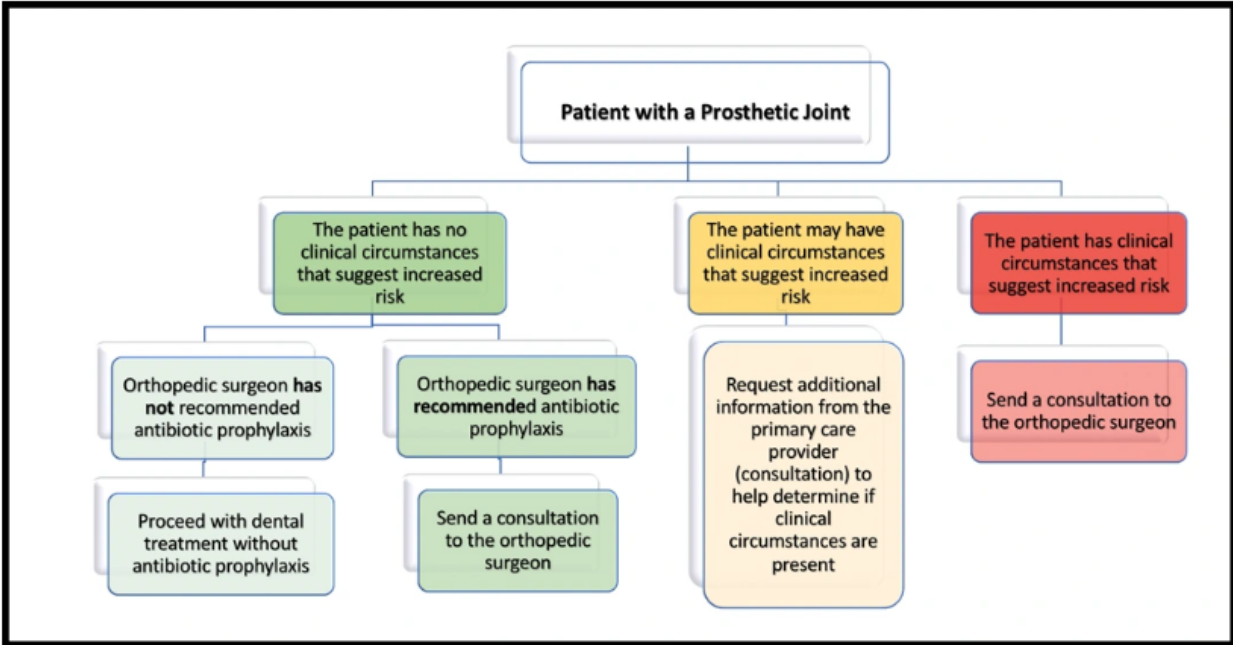 Patient with a Prosthetic Joint
The patient has no
clinical circumstances
that suggest increased
risk
The patient may have
clinical circumstances
that suggest increased
risk
The patient has clinical
circumstances that
suggest increased risk
Orthopedic surgeon has
not recommended
antibiotic prophylaxis
Orthopedic surgeon has
recommended antibiotic
prophylaxis
Request additional
information from the
primary care
provider
(consultation) to
help determine if
clinical
circumstances are
present
Send a consultation to
the orthopedic surgeon
Proceed with dental
treatment without
antibiotic prophylaxis
Send a consultation
to the orthopedic
surgeon